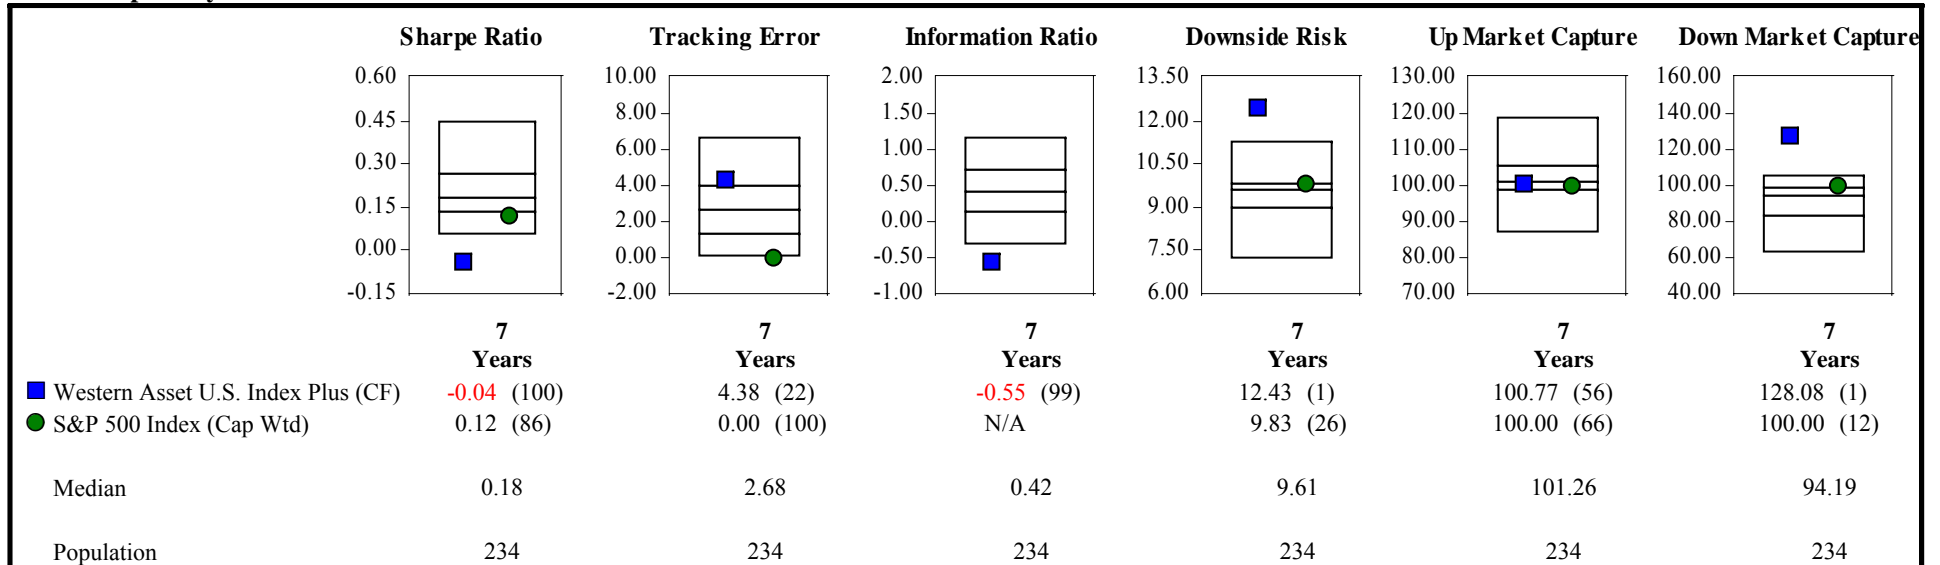 Sharpe Ratio Tracking Error Information Ratio Downside Risk Up Market Capture Down Market Capture
0.60 10.00 2.00 13.50 130.00 160.00
0.45 8.00 1.50 12.00 120.00 140.00
0.30 6.00 1.00 10.50 110.00 120.00
0.15 4.00 0.50 9.00 100.00 100.00
0.00 2.00 0.00 7.50 90.00 80.00
-0.15 0.00 -0.50 6.00 80.00 60.00
-2.00 -1.00 70.00 40.00
7 7 7 7 7 7
Years Years Years Years Years Years
Western Asset U.S. Index Plus (CF) -0.04 (100) 4.38 (22) -0.55 (99) 12.43 (1) 100.77 (56) 128.08 (1)
S&P 500 Index (Cap Wtd) 0.12 (86) 0.00 (100) N/A 9.83 (26) 100.00 (66) 100.00 (12)
Median 0.18 2.68 0.42 9.61 101.26 94.19
Population 234 234 234 234 234 234